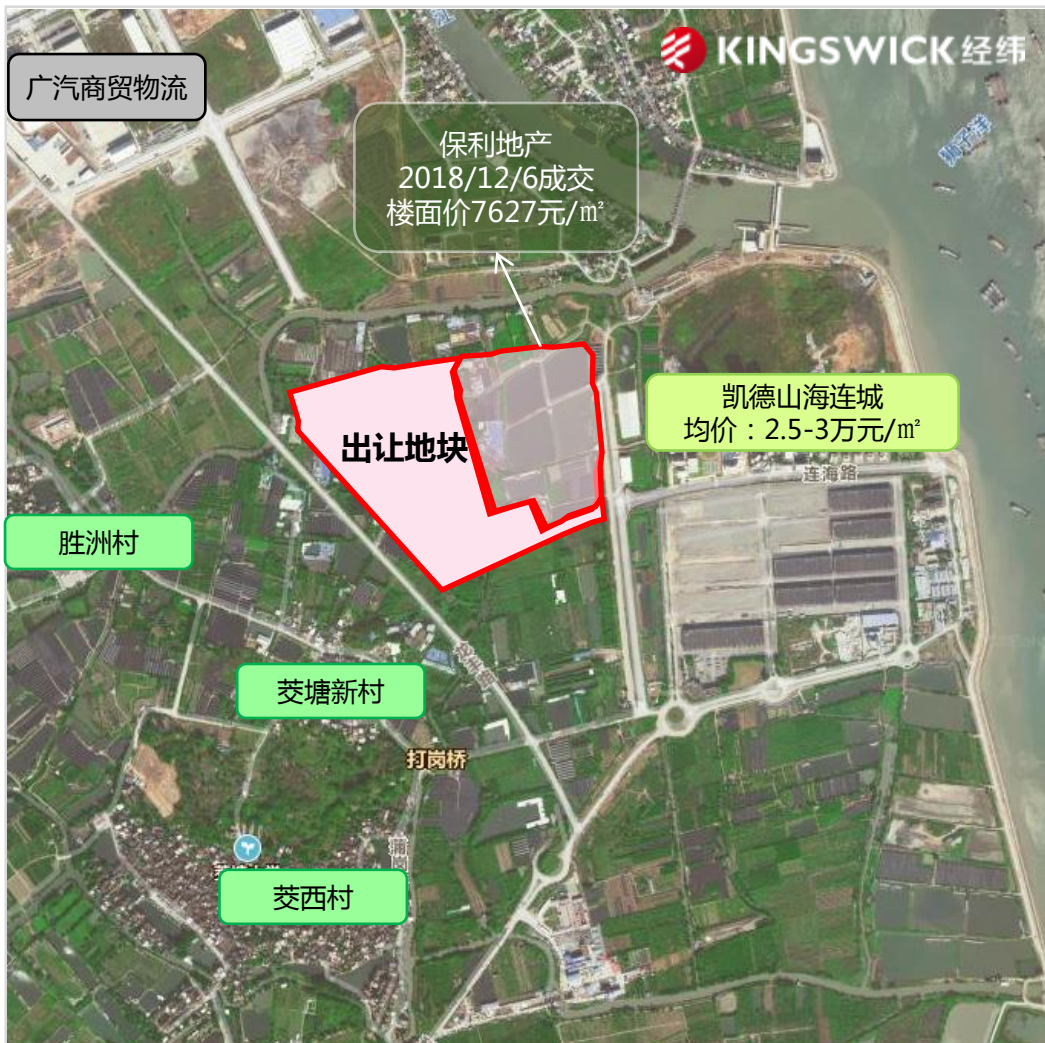 KINGSWICK经纬
广汽商贸物流
保利地产
2018/12/6成交
楼面价7627元/㎡
狮子洋
凯德山海连城
均价：2.5-3万元/㎡
出让地块
连海路
胜洲村
茭塘新村
打岗桥
茭西村